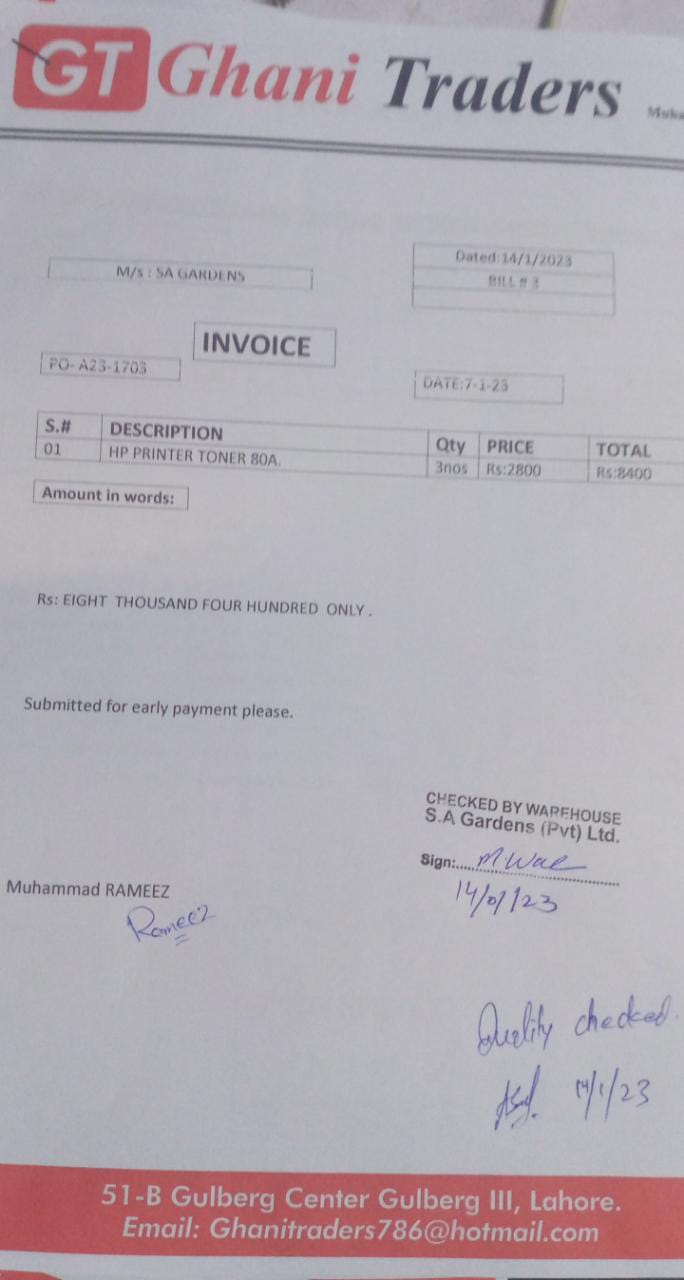 GT Ghani Traders
M/s : SA GARDENS
Dated:14/1/2023
BILL # 3
INVOICE
PO- A23-1703
DATE:7-1-23
S.# DESCRIPTION Qty PRICE TOTAL
01 HP PRINTER TONER 80A. 3nos Rs:2800 Rs:8400
Amount in words:
Rs: EIGHT THOUSAND FOUR HUNDRED ONLY .
Submitted for early payment please.
CHECKED BY WAREHOUSE
S.A Gardens (Pvt) Ltd.
Sign:....
14/01/23
Muhammad RAMEEZ
Rameez
Quality checked.
14/1/23
51-B Gulberg Center Gulberg III, Lahore.
Email: Ghanitraders786@hotmail.com